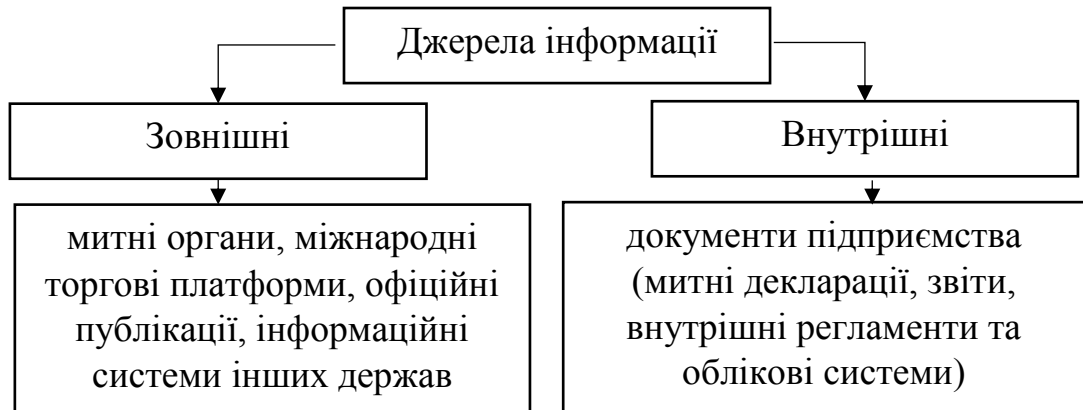 Джерела інформації
Зовнішні
Внутрішні
митні органи, міжнародні
торгові платформи, офіційні
публікації, інформаційні
системи інших держав
документи підприємства
(митні декларації, звіти,
внутрішні регламенти та
облікові системи)